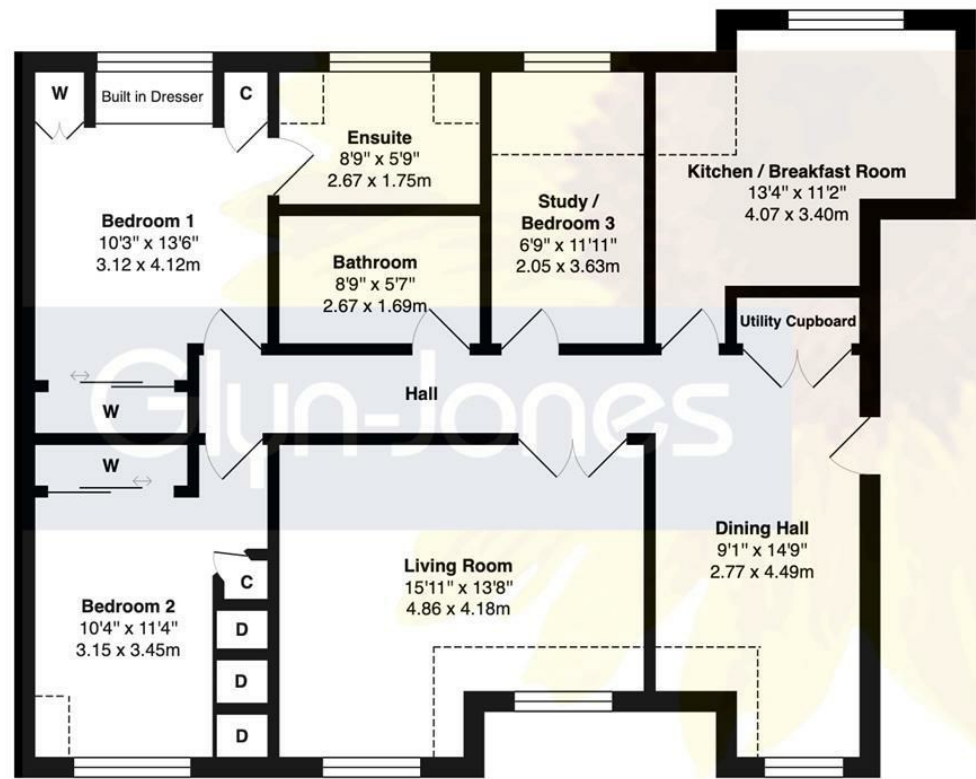 W
Built in Dresser
C
Ensuite
8'9" x 5'9"
2.67 x 1.75m
Kitchen / Breakfast Room
13'4" x 11'2"
4.07 x 3.40m
Bedroom 1
10'3" x 13'6"
3.12 x 4.12m
Study /
Bedroom 3
6'9" x 11'11"
2.05 x 3.63m
Bathroom
8'9" x 5'7"
2.67 x 1.69m
Utility Cupboard
W
Hall
Glyn-Jones
W
Dining Hall
9'1" x 14'9"
2.77 x 4.49m
Living Room
15'11" x 13'8"
4.86 x 4.18m
C
Bedroom 2
10'4" x 11'4"
3.15 x 3.45m
D
D
D